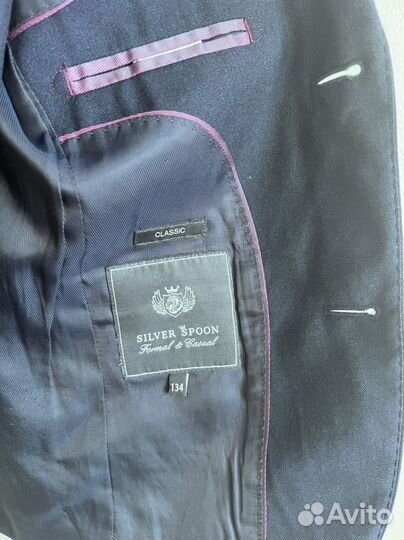 CLASSIC
SILVER SPOON
Formal & Casual
134
Avito